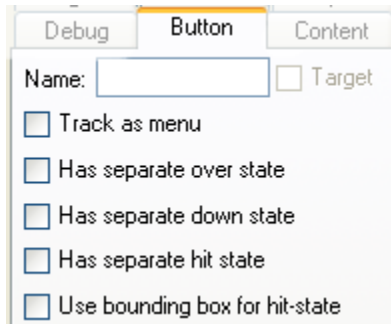 Debug Button Content
Name: Target
Track as menu
Has separate over state
Has separate down state
Has separate hit state
Use bounding box for hit-state